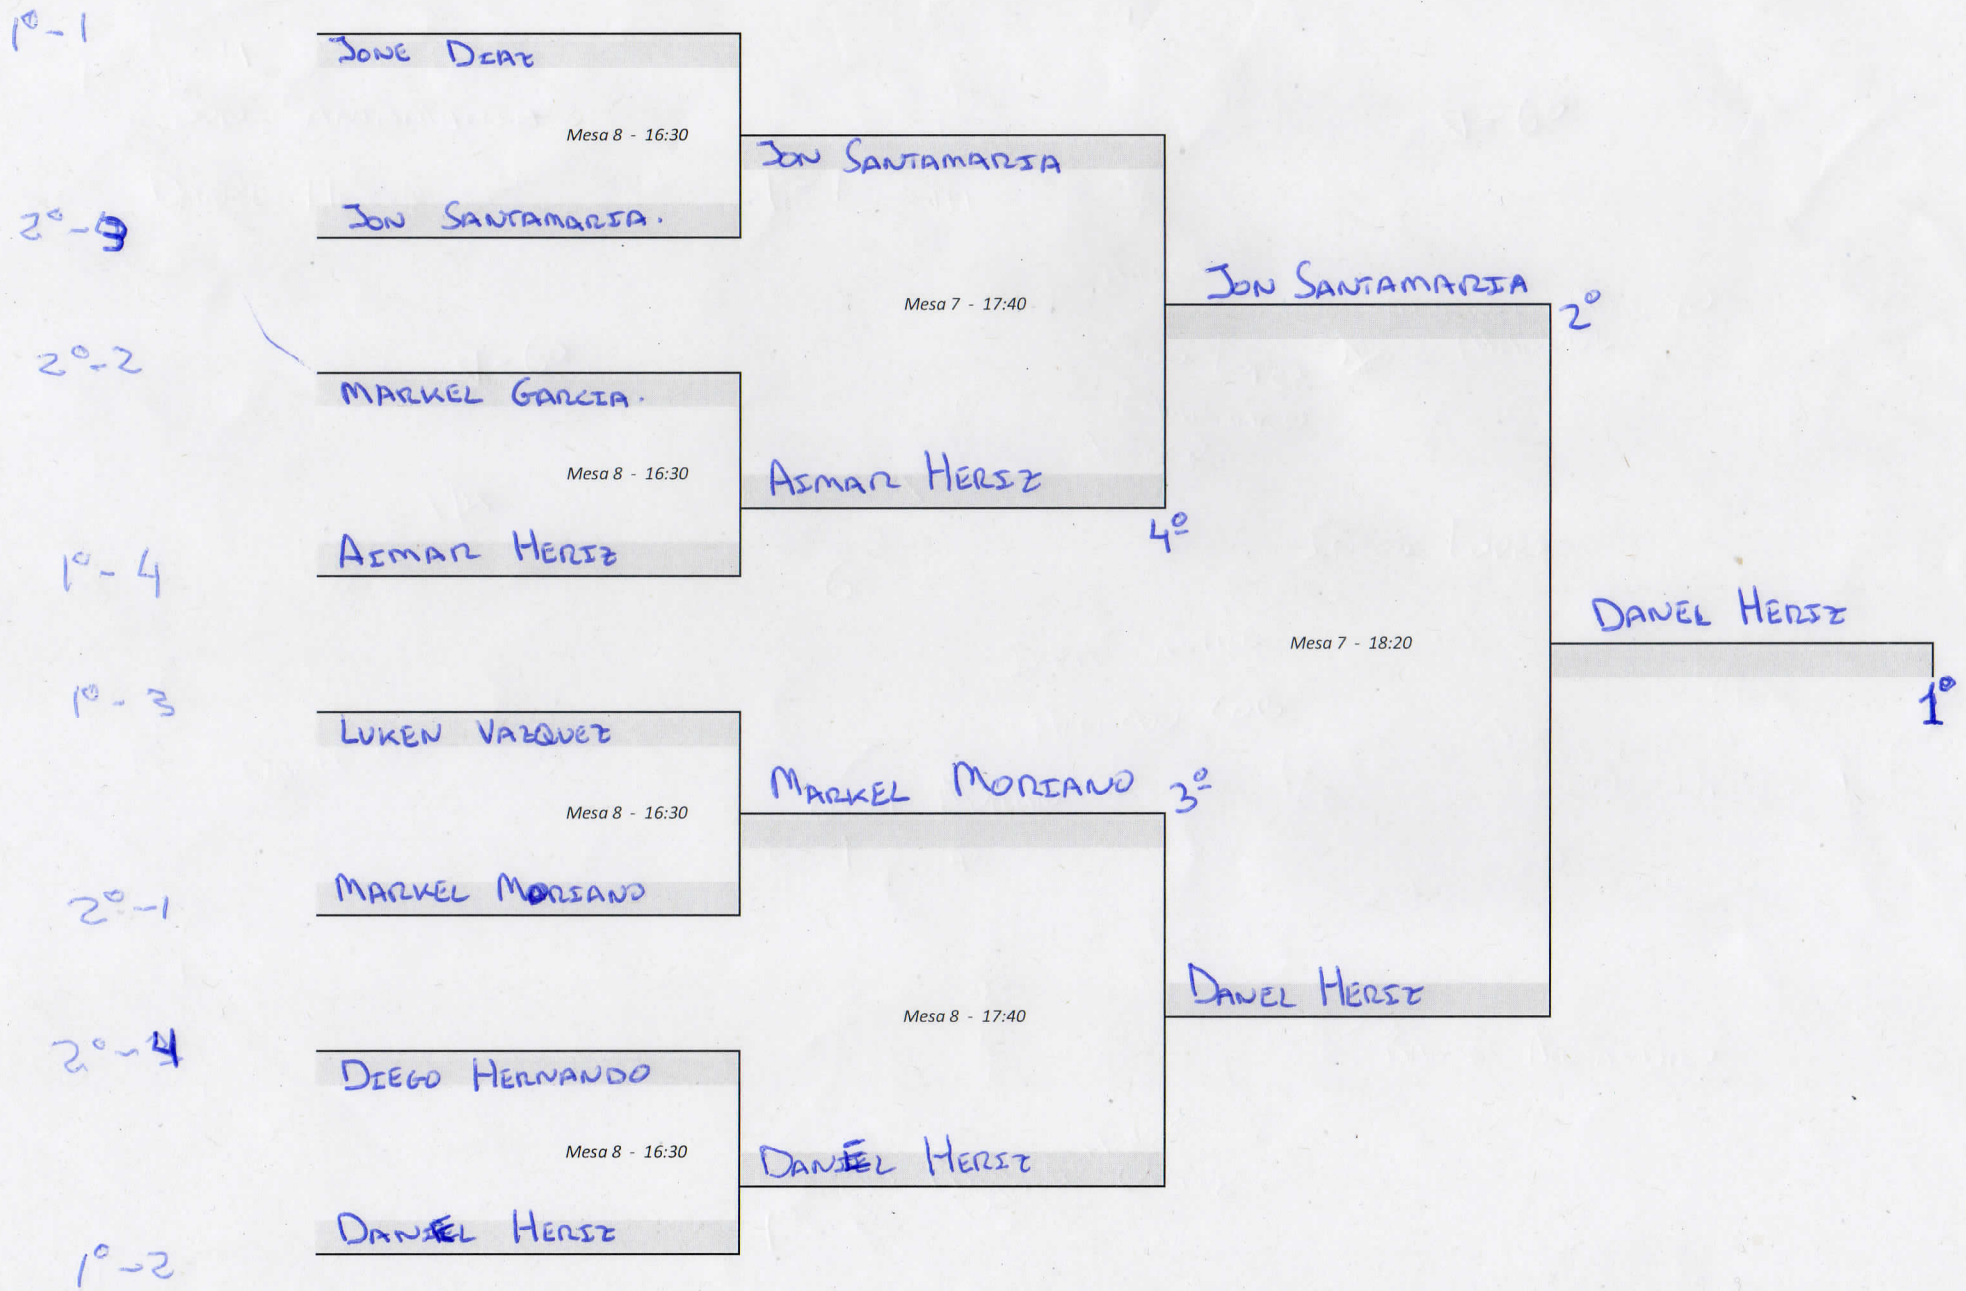 1º-1
JONE DIAZ
Mesa 8 - 16:30
JON SANTAMARIA
2º-3
JON SANTAMARIA.
JON SANTAMARIA
2º
Mesa 7 - 17:40
2º-2
MARKEL GARCIA.
Mesa 8 - 16:30
AIMAR HERIZ
4º
1º-4
AIMAR HERIZ
DANEL HERIZ
1º
Mesa 7 - 18:20
1º-3
LUKEN VAZQUEZ
Mesa 8 - 16:30
MARKEL MORIANO 3º
2º-1
MARKEL MORIANO
DANEL HERIZ
Mesa 8 - 17:40
2º-4
DIEGO HERNANDO
Mesa 8 - 16:30
DANEL HERIZ
1º-2
DANEL HERIZ